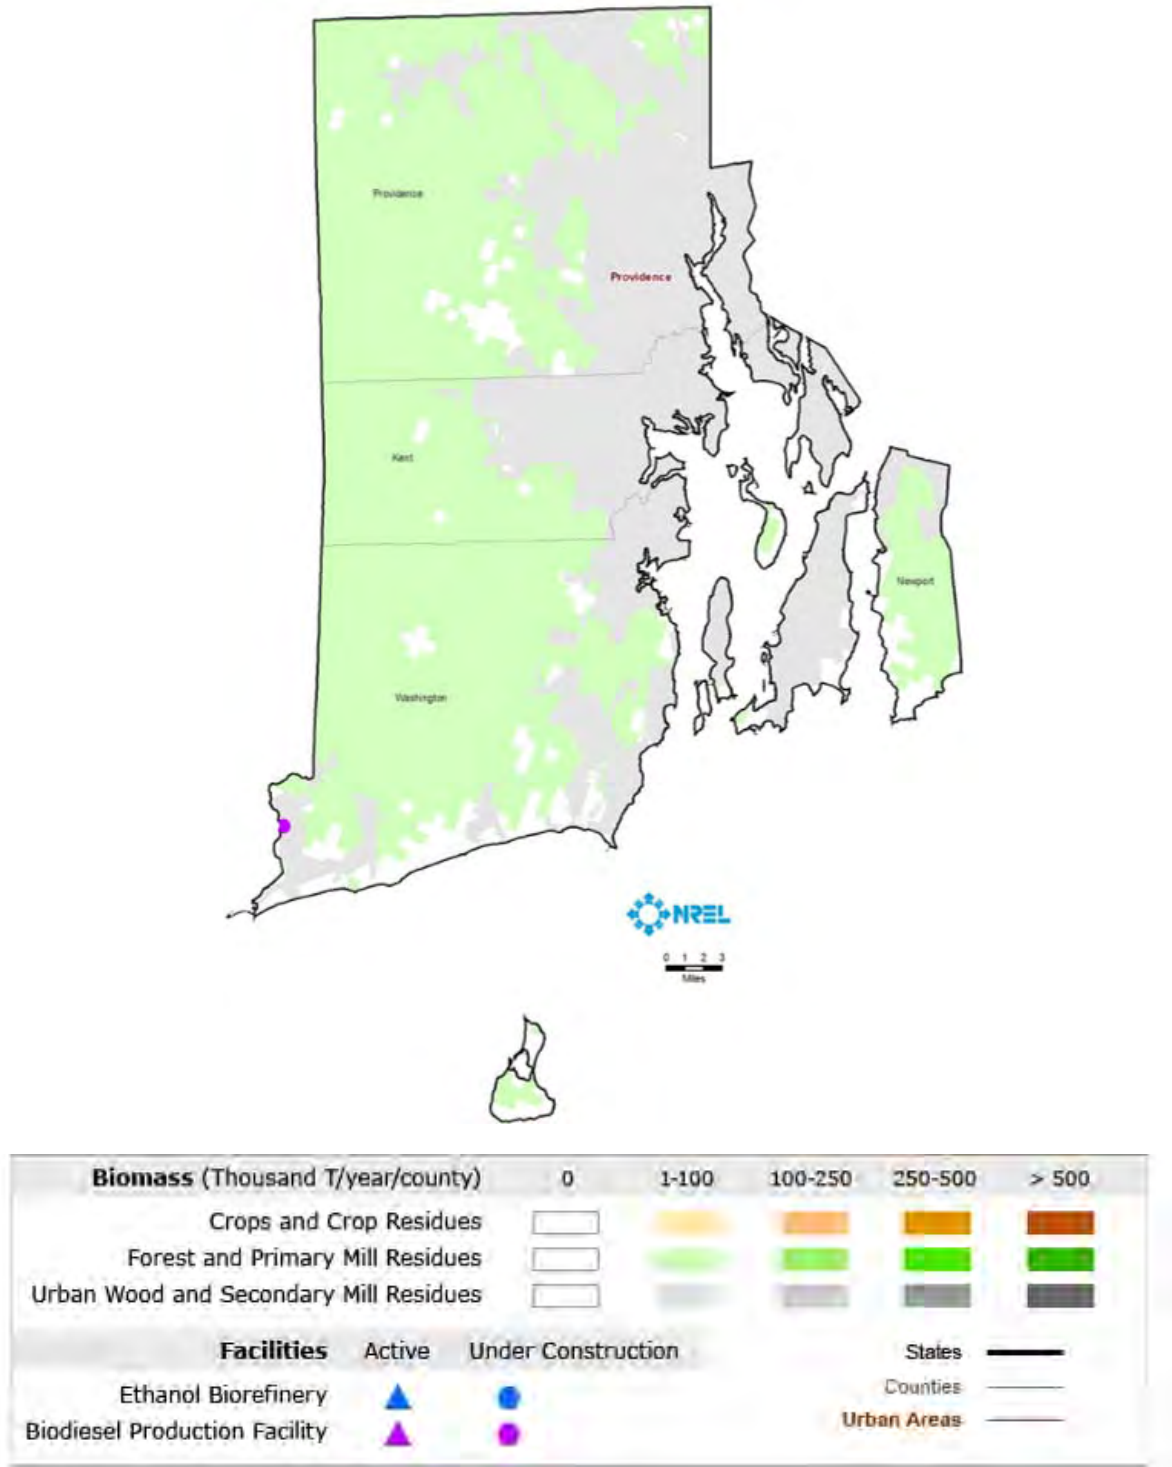 Providence
Providence
Kent
Newport
Washington
NREL
0 1 2 3
Miles
Biomass (Thousand T/year/county) 0 1-100 100-250 250-500 > 500
Crops and Crop Residues
Forest and Primary Mill Residues
Urban Wood and Secondary Mill Residues
Facilities Active Under Construction
States
Ethanol Biorefinery
Counties
Biodiesel Production Facility
Urban Areas